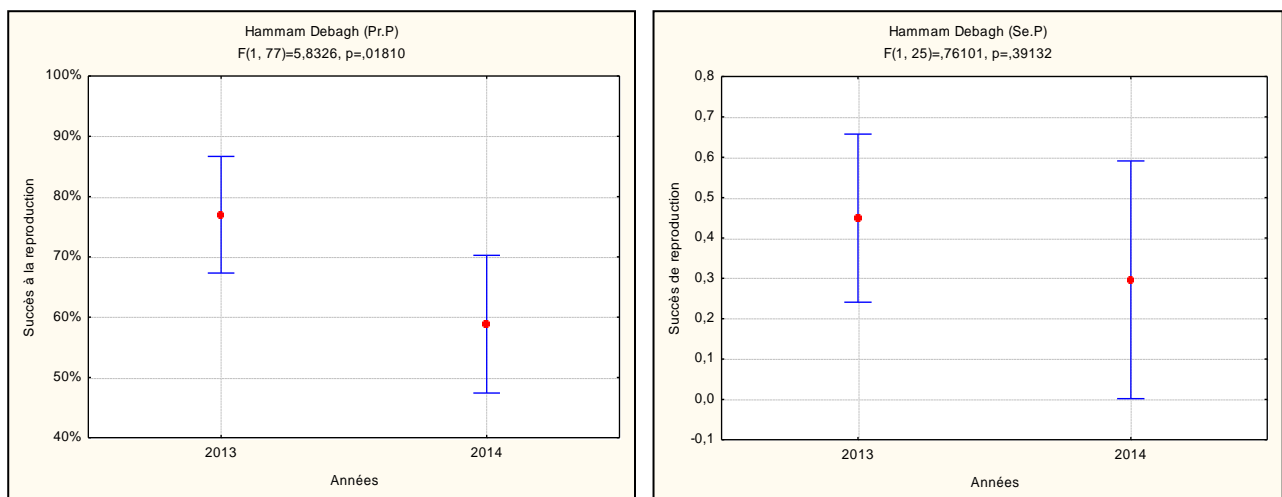 Hammam Debagh (Pr.P)
F(1, 77)=5,8326, p=,01810
100%
90%
80%
70%
60%
50%
40%
Succès à la reproduction
2013
2014
Années
Hammam Debagh (Se.P)
F(1, 25)=,76101, p=,39132
0,8
0,7
0,6
0,5
0,4
0,3
0,2
0,1
0,0
-0,1
Succès de reproduction
2013
2014
Années